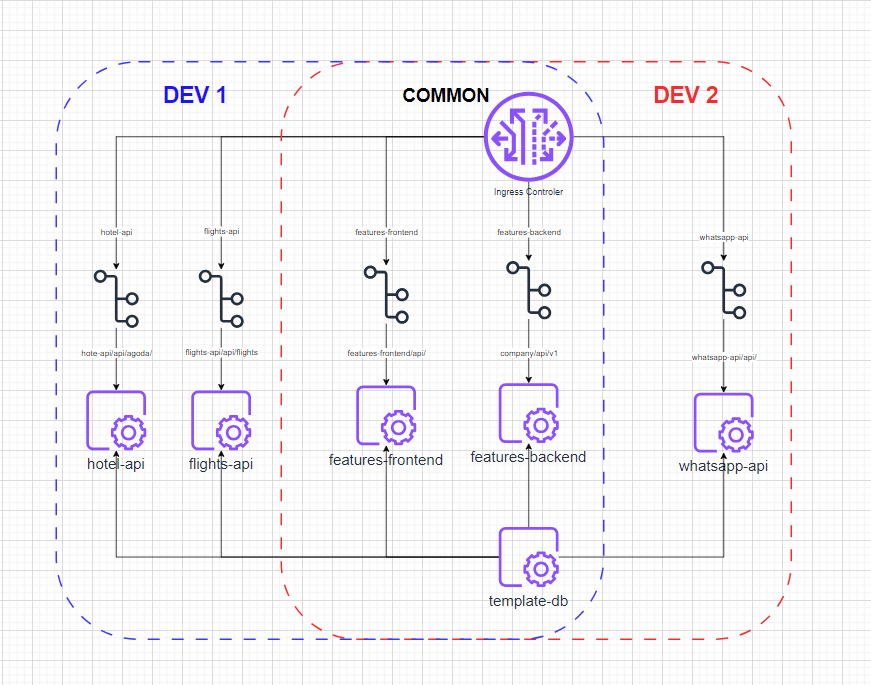 DEV 1
COMMON
DEV 2
Ingress Controler
hotel-api
flights-api
features-frontend
features-backend
whatsapp-api
hote-api/api/agoda/
flights-api/api/flights
features-frontend/api/
company/api/v1
whatsapp-api/api/
hotel-api
flights-api
features-frontend
features-backend
whatsapp-api
template-db